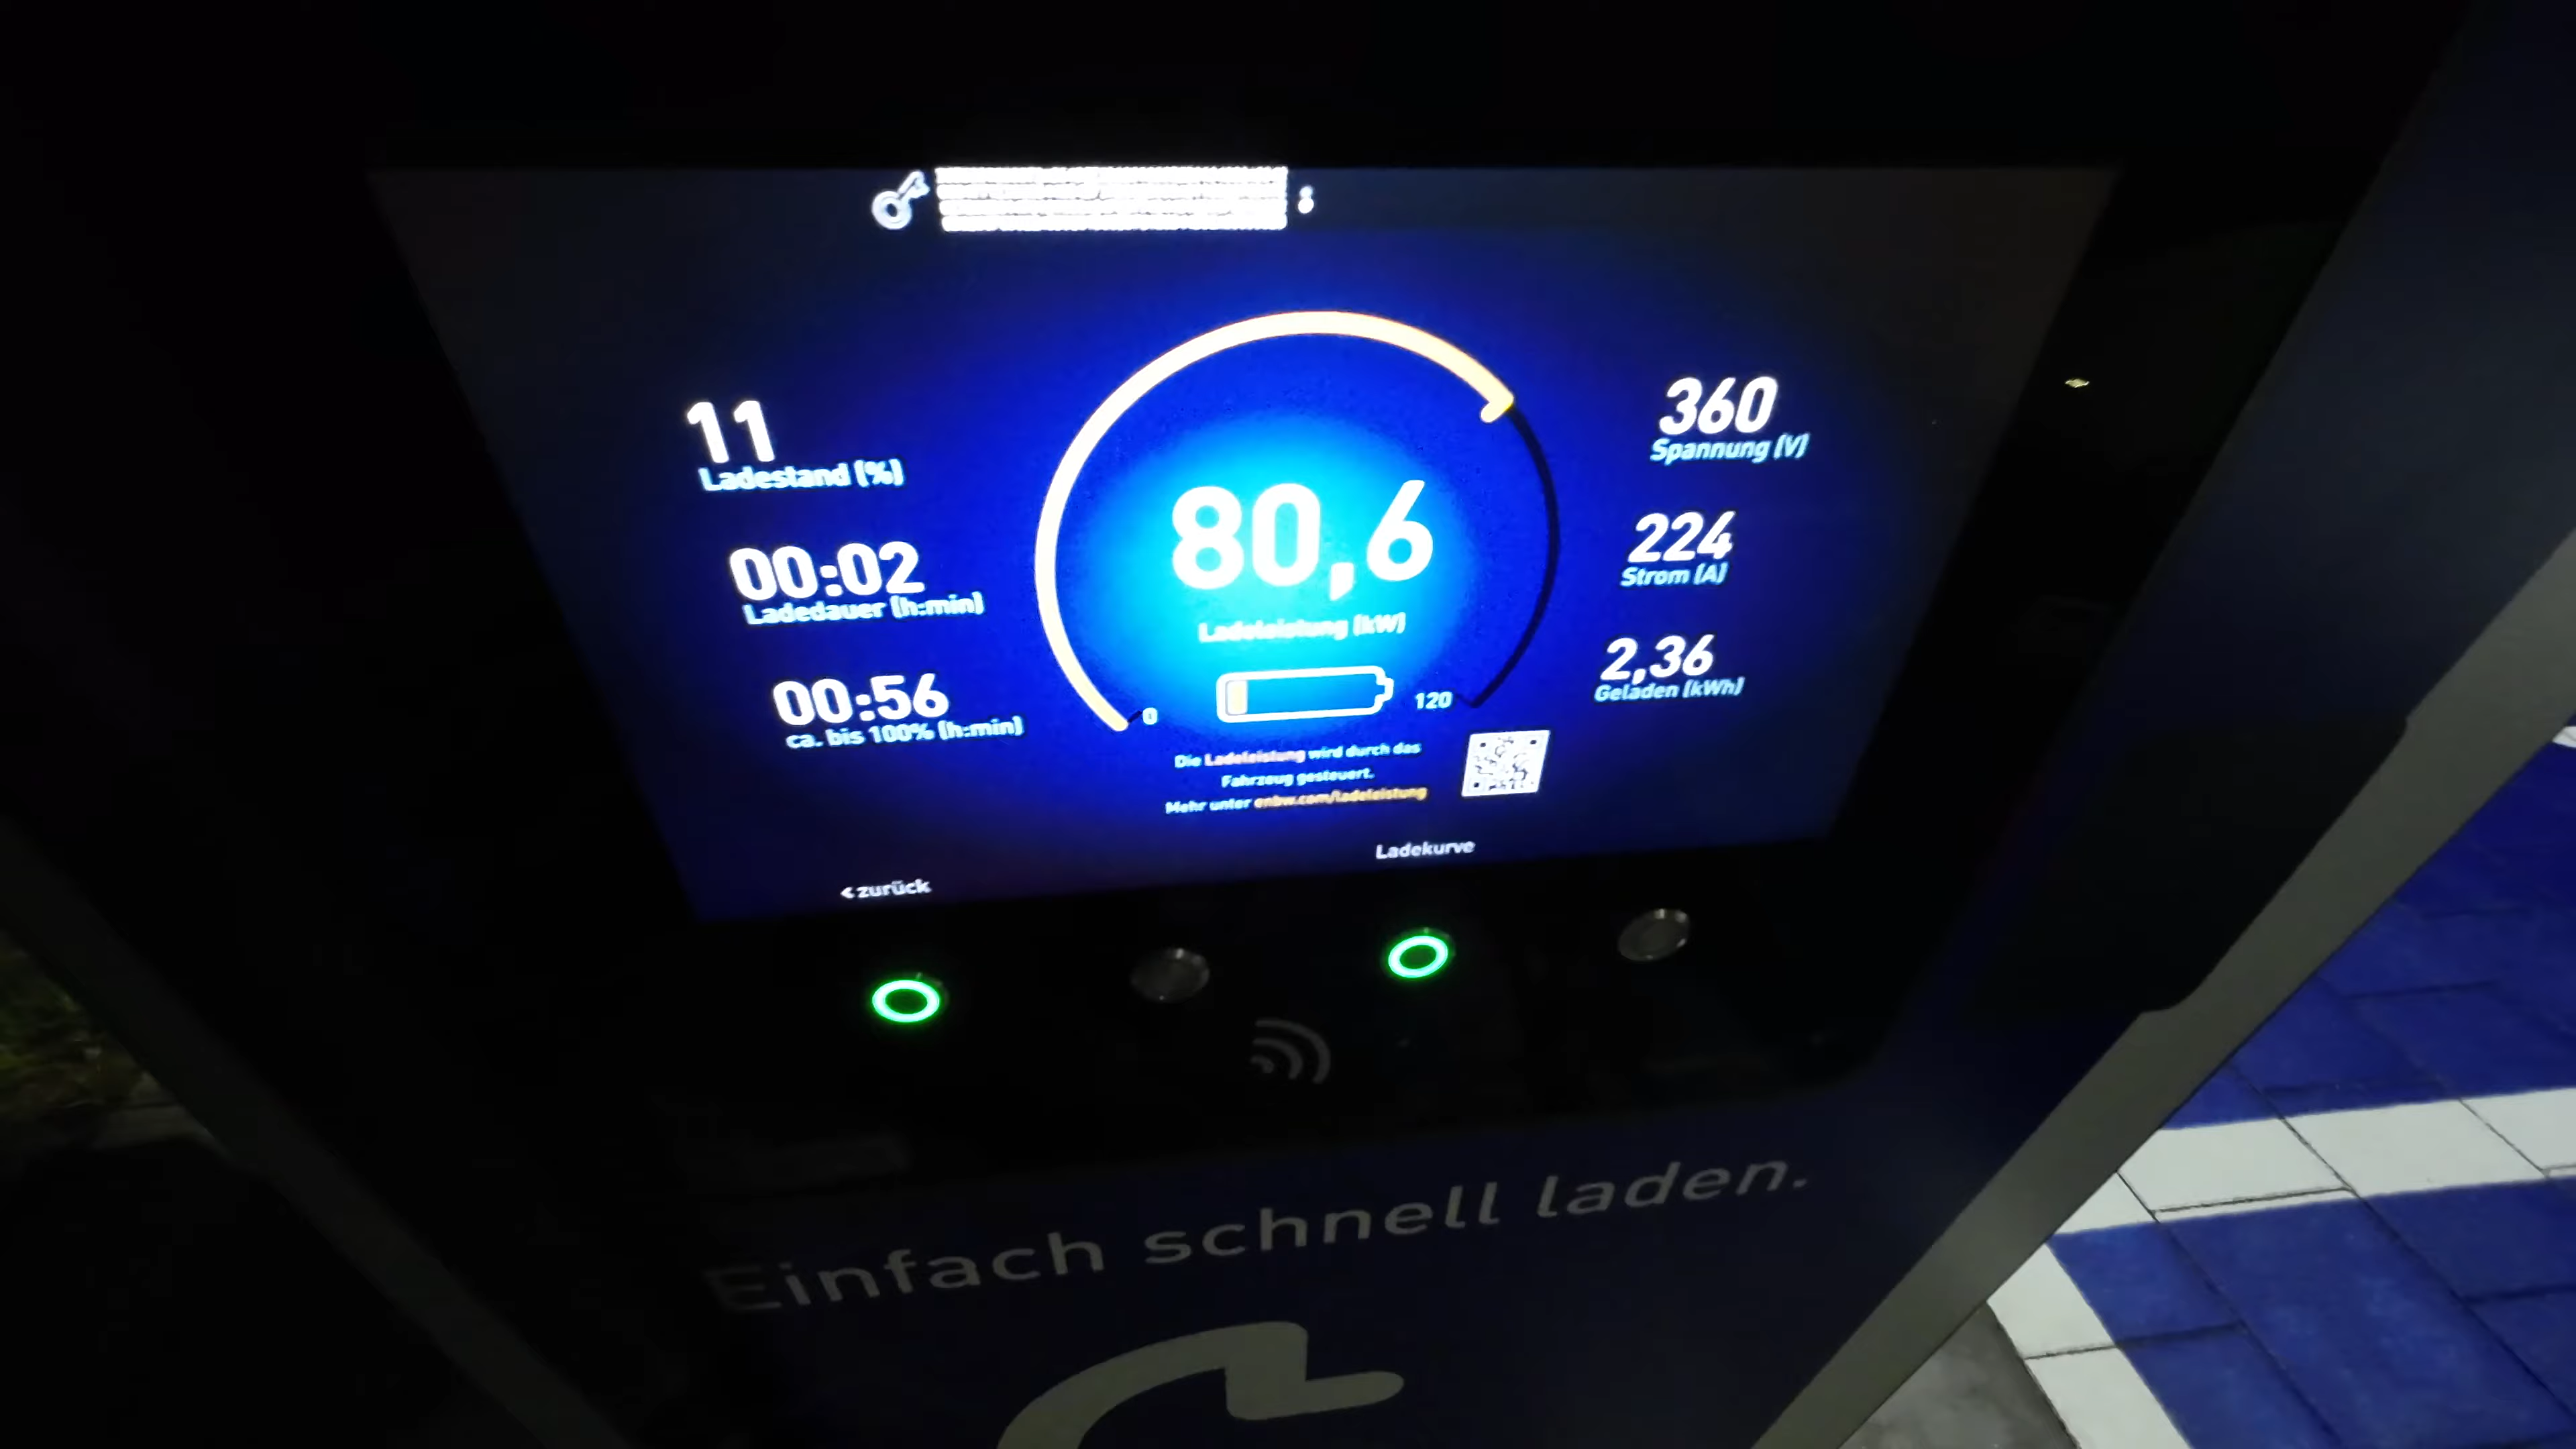 11
Ladestand (%)
00:02
Ladedauer (h:min)
00:56
ca. bis 100% (h:min)
80,6
Ladeleistung (kW)
0
120
Die Ladeleistung wird durch das
Fahrzeug gesteuert.
Mehr unter enbw.com/ladeleistung
360
Spannung (V)
224
Strom (A)
2,36
Geladen (kWh)
< zurück
Ladekurve
Einfach schnell laden.